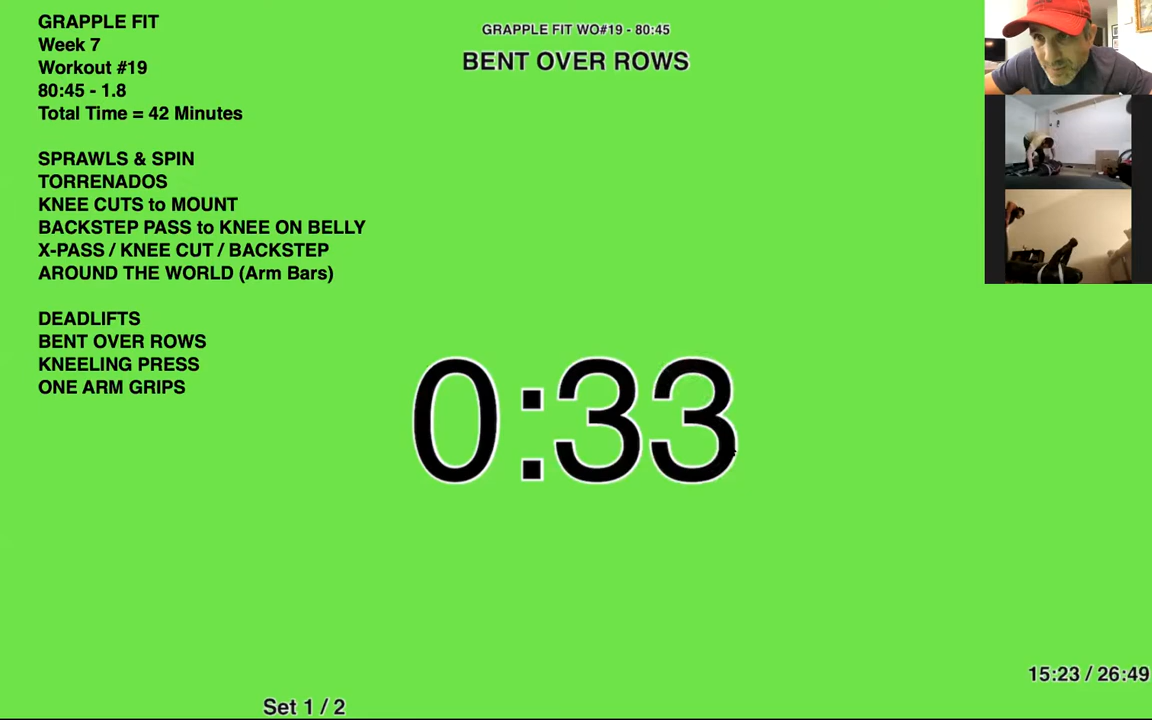 GRAPPLE FIT
Week 7
Workout #19
80:45 - 1.8
Total Time = 42 Minutes
SPRAWLS & SPIN
TORRENADOS
KNEE CUTS to MOUNT
BACKSTEP PASS to KNEE ON BELLY
X-PASS / KNEE CUT / BACKSTEP
AROUND THE WORLD (Arm Bars)
DEADLIFTS
BENT OVER ROWS
KNEELING PRESS
ONE ARM GRIPS
GRAPPLE FIT WO#19 - 80:45
BENT OVER ROWS
0:33
15:23 / 26:49
Set 1 / 2